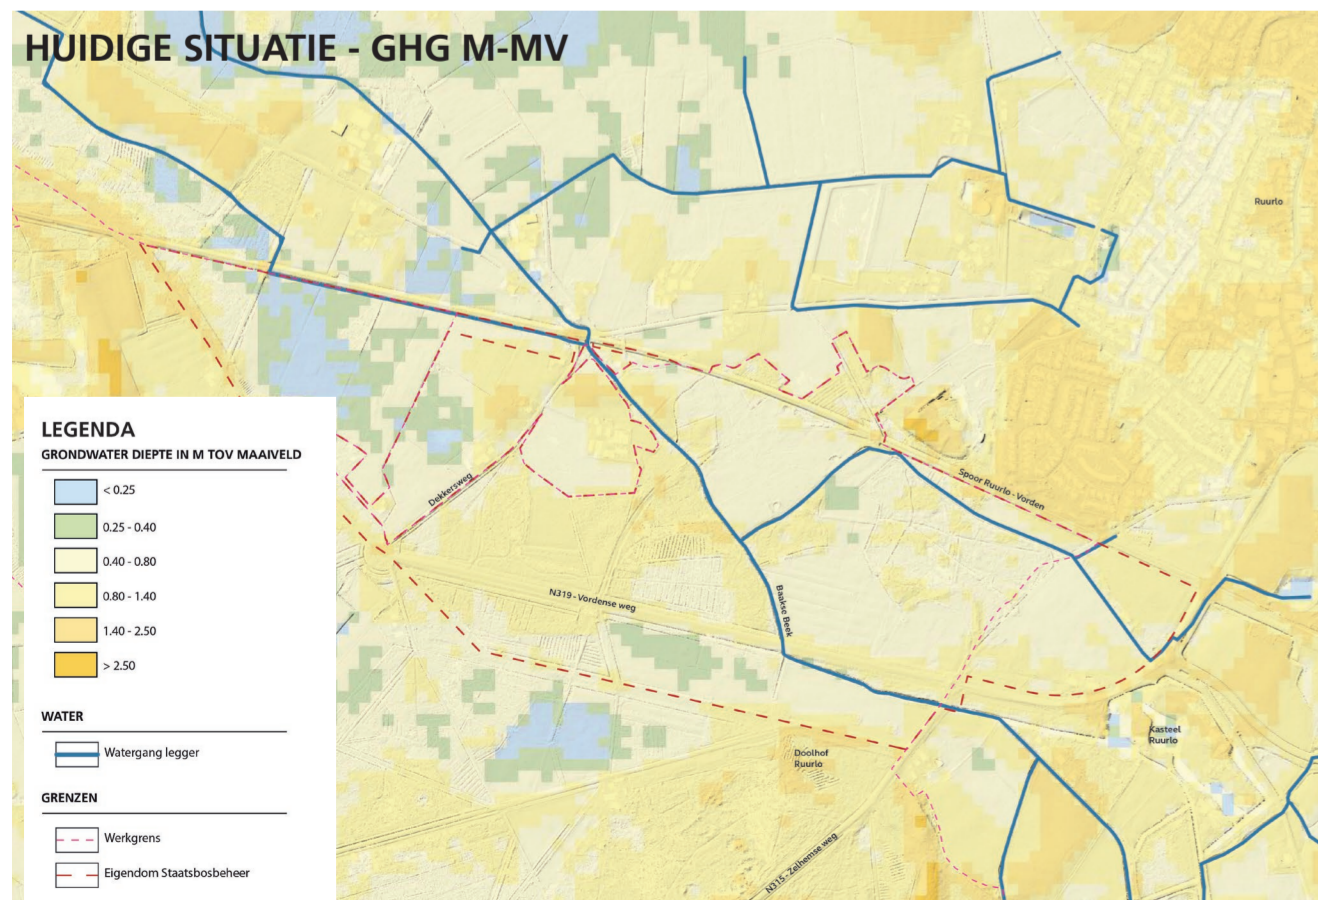 HUIDIGE SITUATIE - GHG M-MV
Ruurlo
Dekkersweg
Spoor Ruurlo - Vorden
N319 - Vordense weg
Baakse Beek
Kasteel
Ruurlo
Doolhof
Ruurlo
N315 - Zelhemse weg
LEGENDA
GRONDWATER DIEPTE IN M TOV MAAIVELD
< 0.25
0.25 - 0.40
0.40 - 0.80
0.80 - 1.40
1.40 - 2.50
> 2.50
WATER
Watergang legger
GRENZEN
Werkgrens
Eigendom Staatsbosbeheer